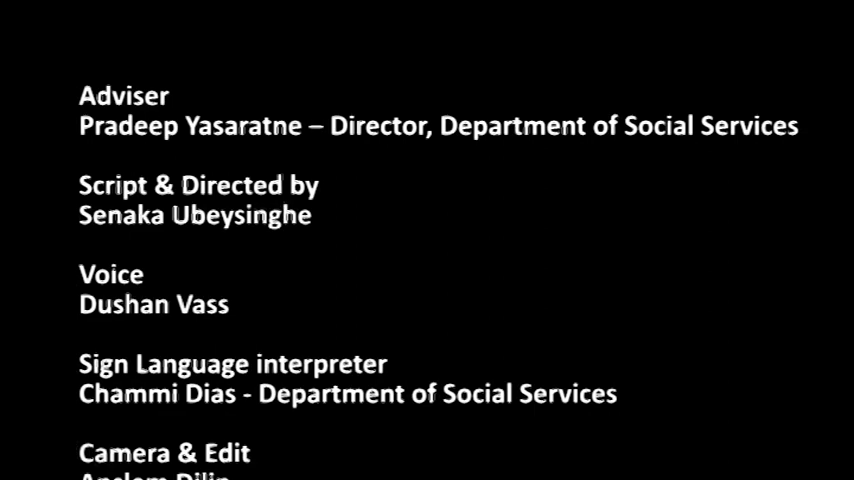 Adviser
Pradeep Yasaratne – Director, Department of Social Services
Script & Directed by
Senaka Ubeysinghe
Voice
Dushan Vass
Sign Language interpreter
Chammi Dias - Department of Social Services
Camera & Edit